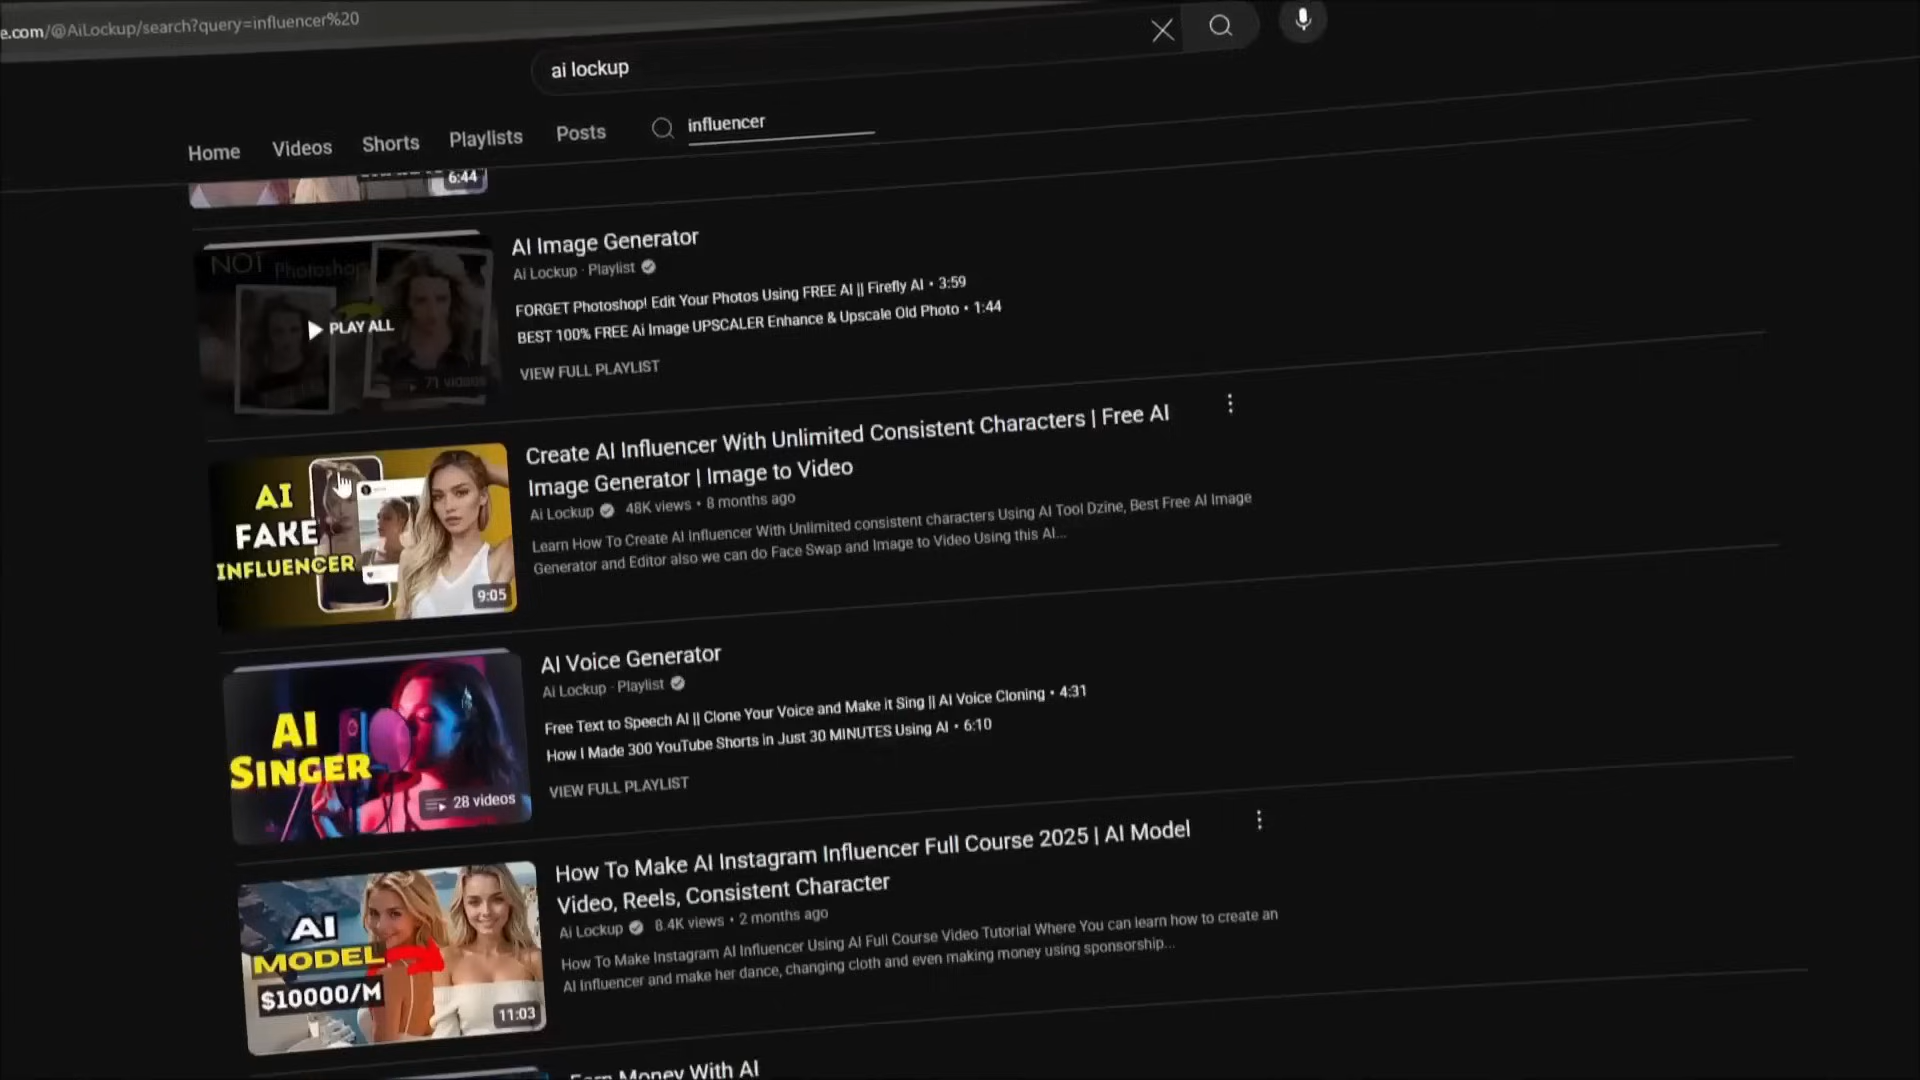 e.com/@AiLockup/search?query=influencer%20
ai lockup
Home Videos Shorts Playlists Posts influencer
6:44
NOT Photoshop
PLAY ALL
71 videos
AI Image Generator
Ai Lockup · Playlist
FORGET Photoshop! Edit Your Photos Using FREE AI || Firefly AI • 3:59
BEST 100% FREE Ai Image UPSCALER Enhance & Upscale Old Photo • 1:44
VIEW FULL PLAYLIST
AI
FAKE
INFLUENCER
9:05
Create AI Influencer With Unlimited Consistent Characters | Free AI
Image Generator | Image to Video
Ai Lockup 48K views • 8 months ago
Learn How To Create AI Influencer With Unlimited consistent characters Using AI Tool Dzine, Best Free AI Image
Generator and Editor also we can do Face Swap and Image to Video Using this AI...
AI
SINGER
28 videos
AI Voice Generator
Ai Lockup · Playlist
Free Text to Speech AI || Clone Your Voice and Make it Sing || AI Voice Cloning • 4:31
How I Made 300 YouTube Shorts in Just 30 MINUTES Using AI • 6:10
VIEW FULL PLAYLIST
AI
MODEL
$10000/M
11:03
How To Make AI Instagram Influencer Full Course 2025 | AI Model
Video, Reels, Consistent Character
Ai Lockup 8.4K views • 2 months ago
How To Make Instagram AI Influencer Using AI Full Course Video Tutorial Where You can learn how to create an
AI Influencer and make her dance, changing cloth and even making money using sponsorship...
Earn Money With AI